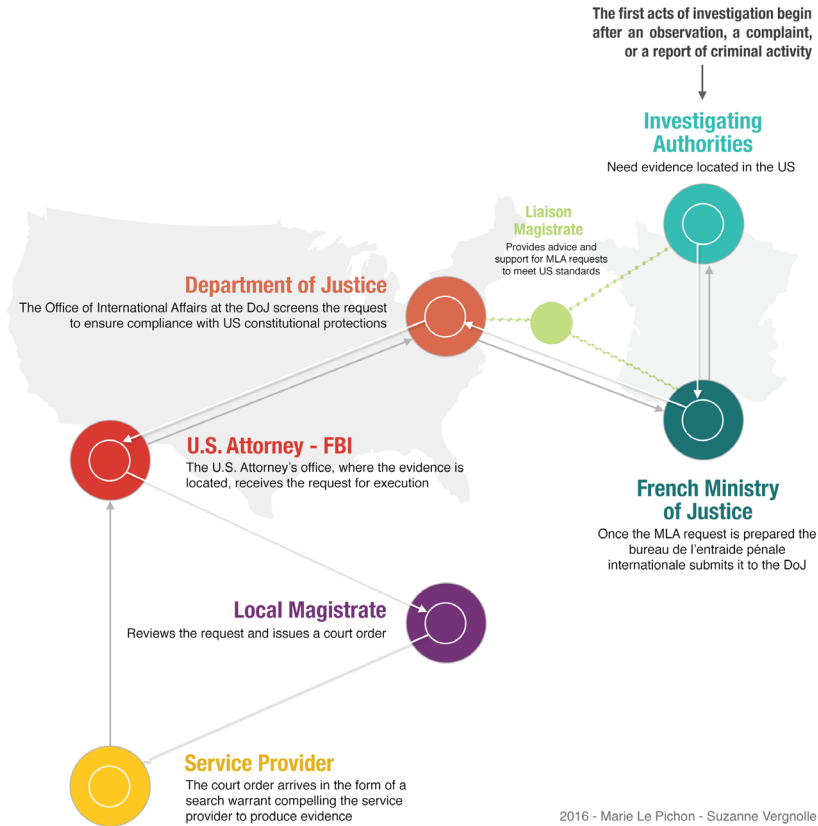 The first acts of investigation begin
after an observation, a complaint,
or a report of criminal activity
Investigating
Authorities
Need evidence located in the US
Liaison
Magistrate
Provides advice and
support for MLA requests
to meet US standards
Department of Justice
The Office of International Affairs at the DoJ screens the request
to ensure compliance with US constitutional protections
U.S. Attorney - FBI
The U.S. Attorney's office, where the evidence is
located, receives the request for execution
French Ministry
of Justice
Once the MLA request is prepared the
bureau de l'entraide pénale
internationale submits it to the DoJ
Local Magistrate
Reviews the request and issues a court order
Service Provider
The court order arrives in the form of a
search warrant compelling the service
provider to produce evidence
2016 - Marie Le Pichon - Suzanne Vergnolle